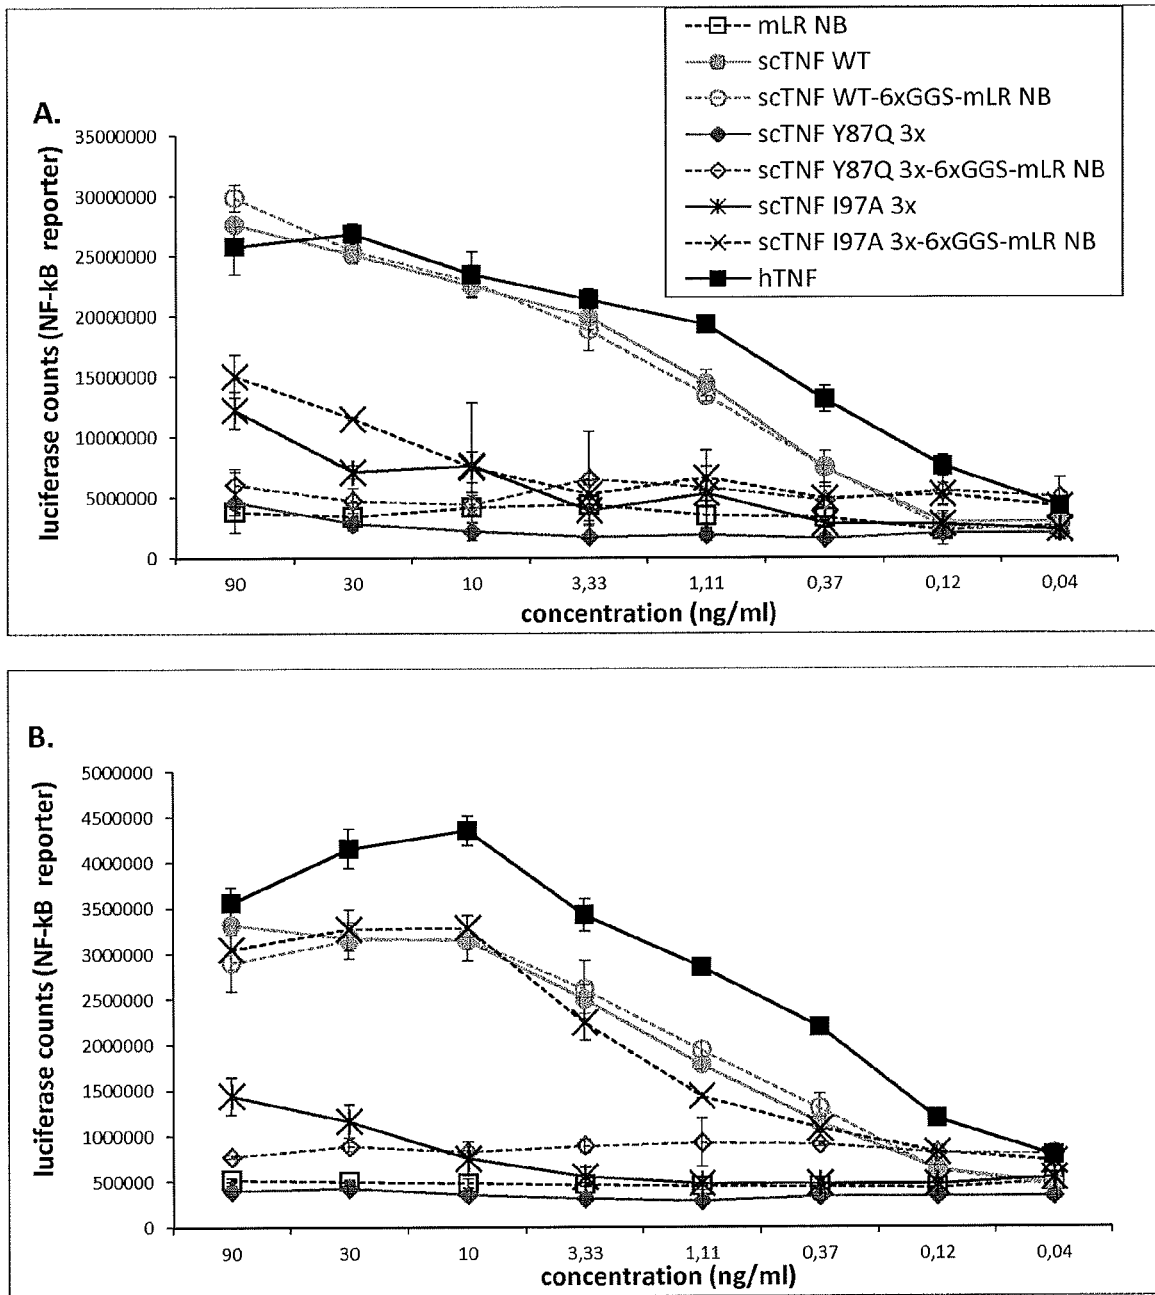 mLR NB
scTNF WT
scTNF WT-6xGGS-mLR NB
scTNF Y87Q 3x
scTNF Y87Q 3x-6xGGS-mLR NB
scTNF I97A 3x
scTNF I97A 3x-6xGGS-mLR NB
hTNF
A.
luciferase counts (NF-kB reporter)
35000000
30000000
25000000
20000000
15000000
10000000
5000000
0
90 30 10 3,33 1,11 0,37 0,12 0,04
concentration (ng/ml)
B.
luciferase counts (NF-kB reporter)
5000000
4500000
4000000
3500000
3000000
2500000
2000000
1500000
1000000
500000
0
90 30 10 3,33 1,11 0,37 0,12 0,04
concentration (ng/ml)